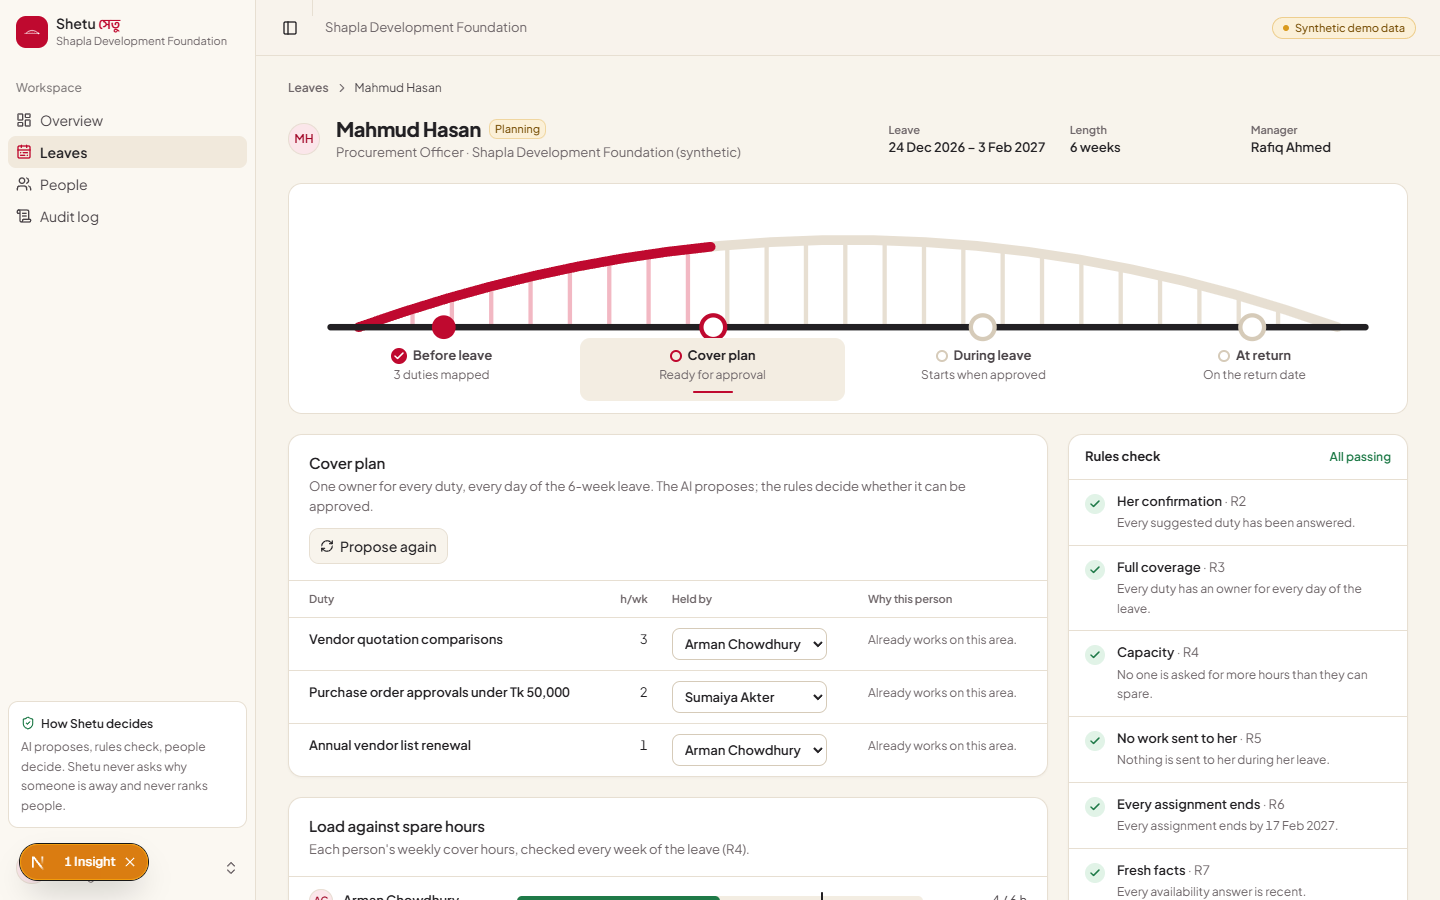 Shetu সেতু
Shapla Development Foundation
Workspace
Overview
Leaves
People
Audit log
How Shetu decides
AI proposes, rules check, people
decide. Shetu never asks why
someone is away and never ranks
people.
1 Insight
Shapla Development Foundation
Synthetic demo data
Leaves > Mahmud Hasan
MH
Mahmud Hasan Planning
Procurement Officer · Shapla Development Foundation (synthetic)
Leave
24 Dec 2026 – 3 Feb 2027
Length
6 weeks
Manager
Rafiq Ahmed
Before leave
3 duties mapped
Cover plan
Ready for approval
During leave
Starts when approved
At return
On the return date
Cover plan
One owner for every duty, every day of the 6-week leave. The AI proposes; the rules decide whether it can be
approved.
Propose again
Duty h/wk Held by Why this person
Vendor quotation comparisons 3 Arman Chowdhury Already works on this area.
Purchase order approvals under Tk 50,000 2 Sumaiya Akter Already works on this area.
Annual vendor list renewal 1 Arman Chowdhury Already works on this area.
Load against spare hours
Each person's weekly cover hours, checked every week of the leave (R4).
AC Arman Chowdhury 4 / 6 h
Rules check All passing
Her confirmation · R2
Every suggested duty has been answered.
Full coverage · R3
Every duty has an owner for every day of the
leave.
Capacity · R4
No one is asked for more hours than they can
spare.
No work sent to her · R5
Nothing is sent to her during her leave.
Every assignment ends · R6
Every assignment ends by 17 Feb 2027.
Fresh facts · R7
Every availability answer is recent.